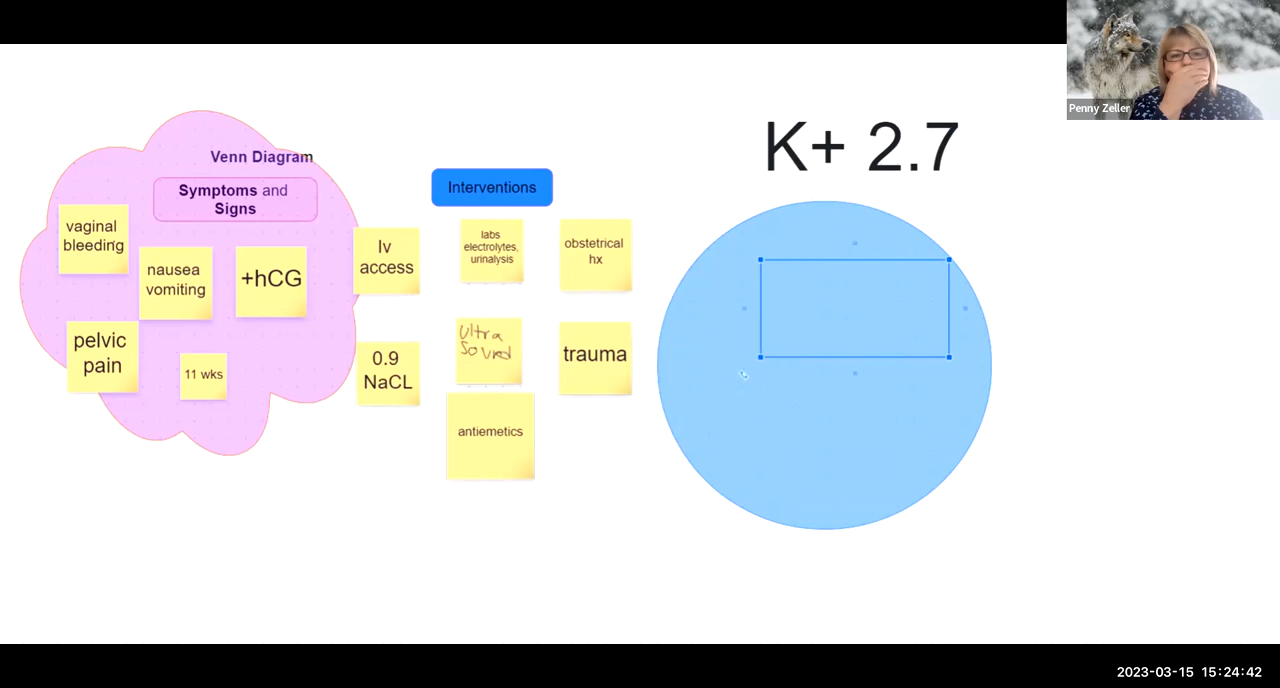 Penny Zeller
K+ 2.7
Venn Diagram
Symptoms and
Signs
Interventions
vaginal
bleeding
nausea
vomiting
+hCG
Iv
access
labs
electrolytes,
urinalysis
obstetrical
hx
pelvic
pain
11 wks
0.9
NaCL
Ultra
Sound
trauma
antiemetics
2023-03-15 15:24:42